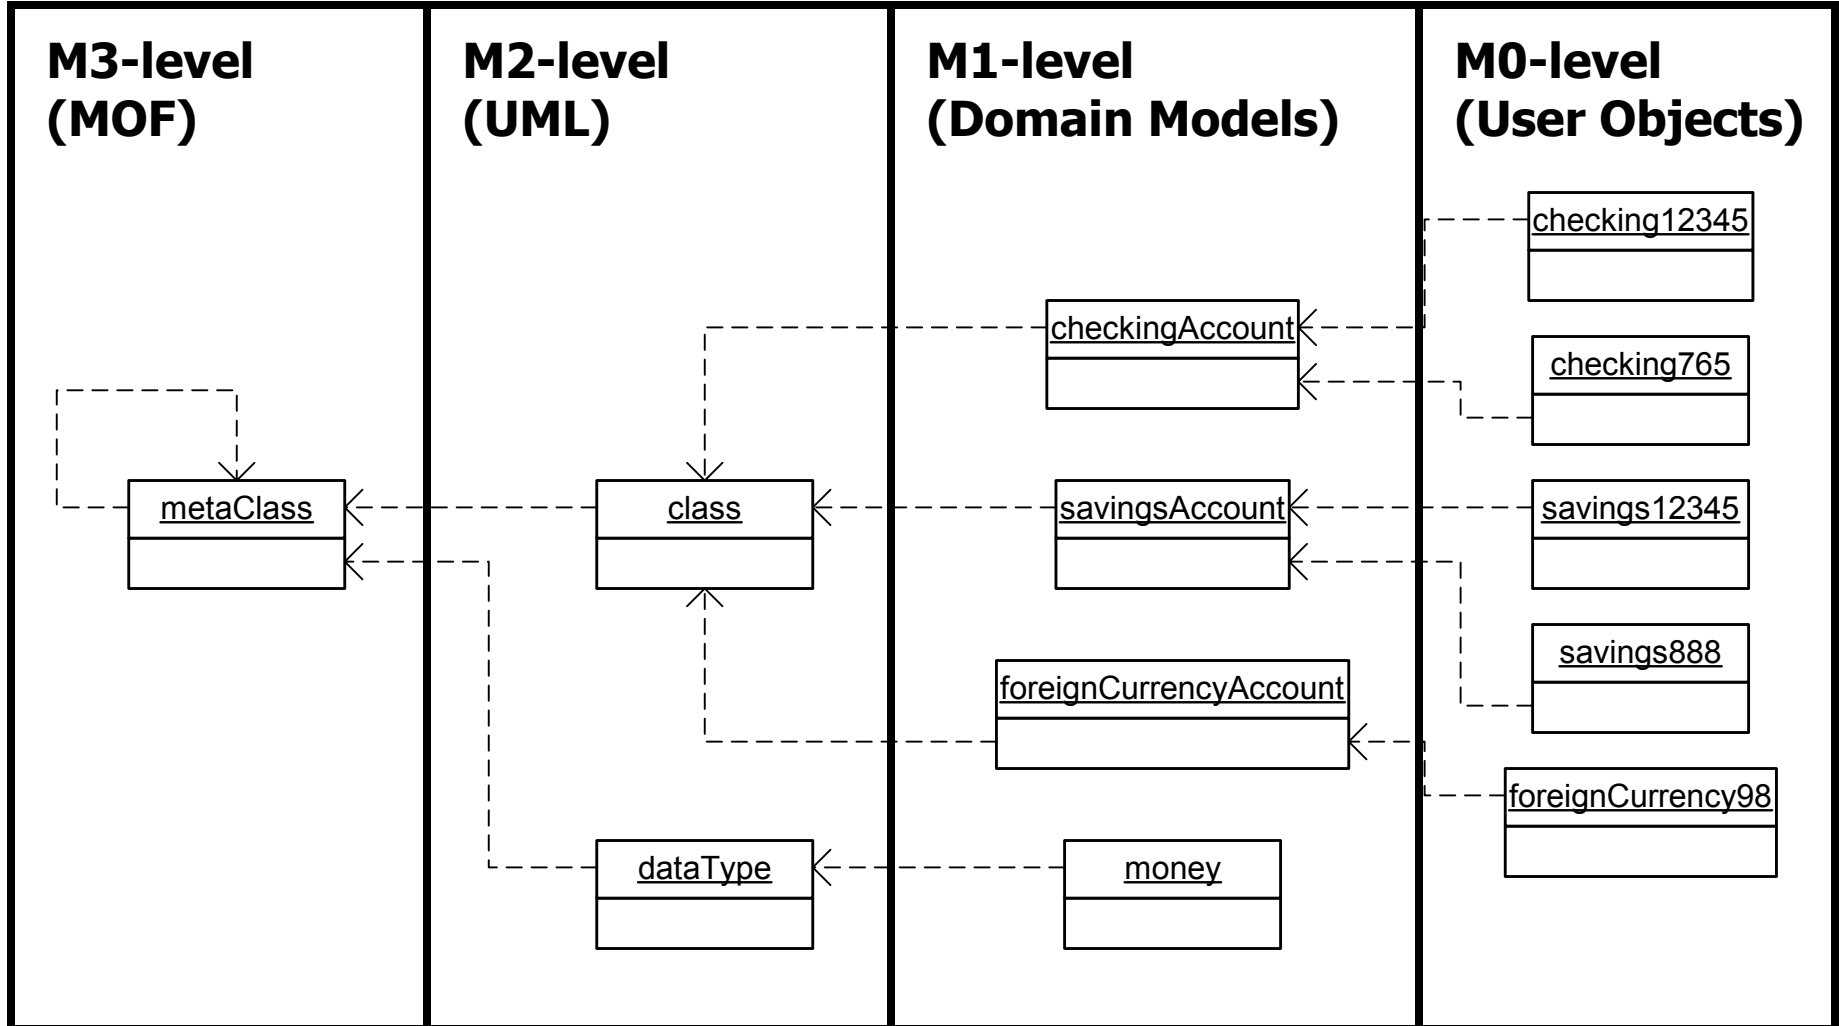 M3-level
(MOF)
M2-level
(UML)
M1-level
(Domain Models)
M0-level
(User Objects)
metaClass
class
dataType
checkingAccount
savingsAccount
foreignCurrencyAccount
money
checking12345
checking765
savings12345
savings888
foreignCurrency98